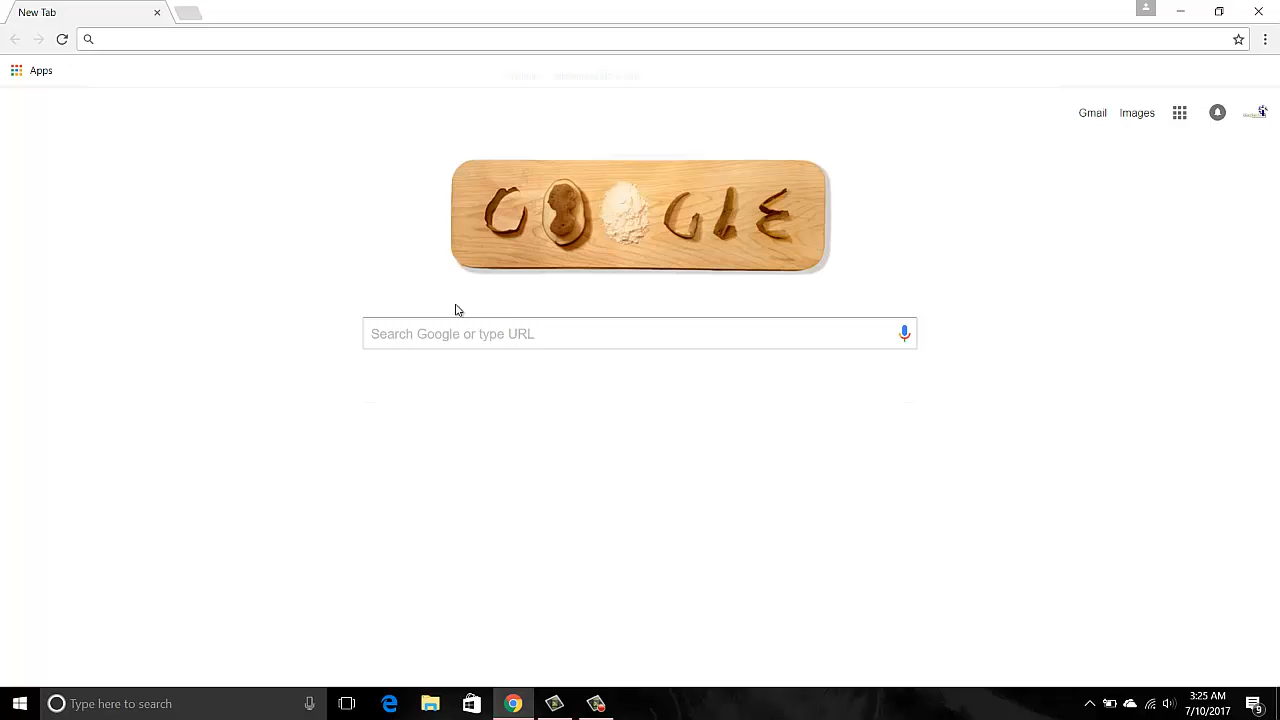 New Tab
Apps
Gmail Images
GOOGLE
Search Google or type URL
Type here to search
3:25 AM
7/10/2017